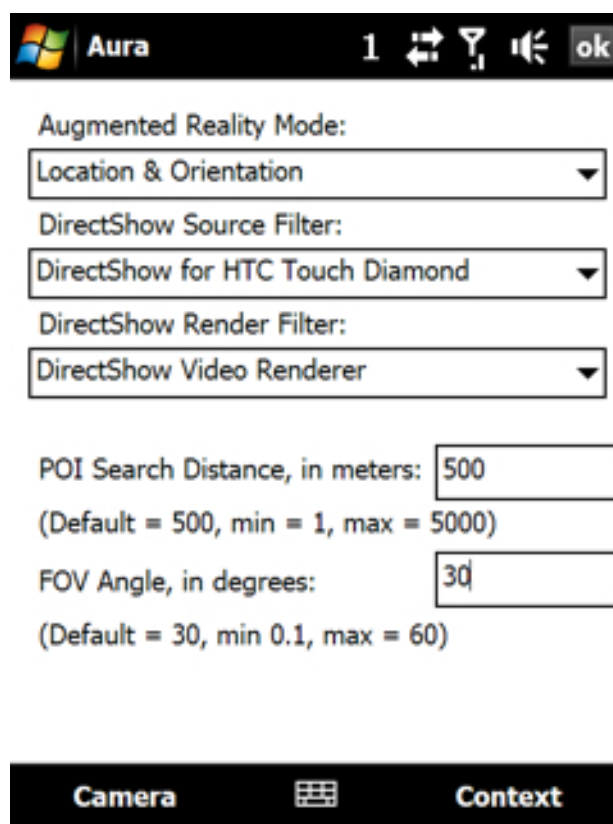 Aura 1 ok
Augmented Reality Mode:
Location & Orientation
DirectShow Source Filter:
DirectShow for HTC Touch Diamond
DirectShow Render Filter:
DirectShow Video Renderer
POI Search Distance, in meters: 500
(Default = 500, min = 1, max = 5000)
FOV Angle, in degrees: 30
(Default = 30, min 0.1, max = 60)
Camera Context